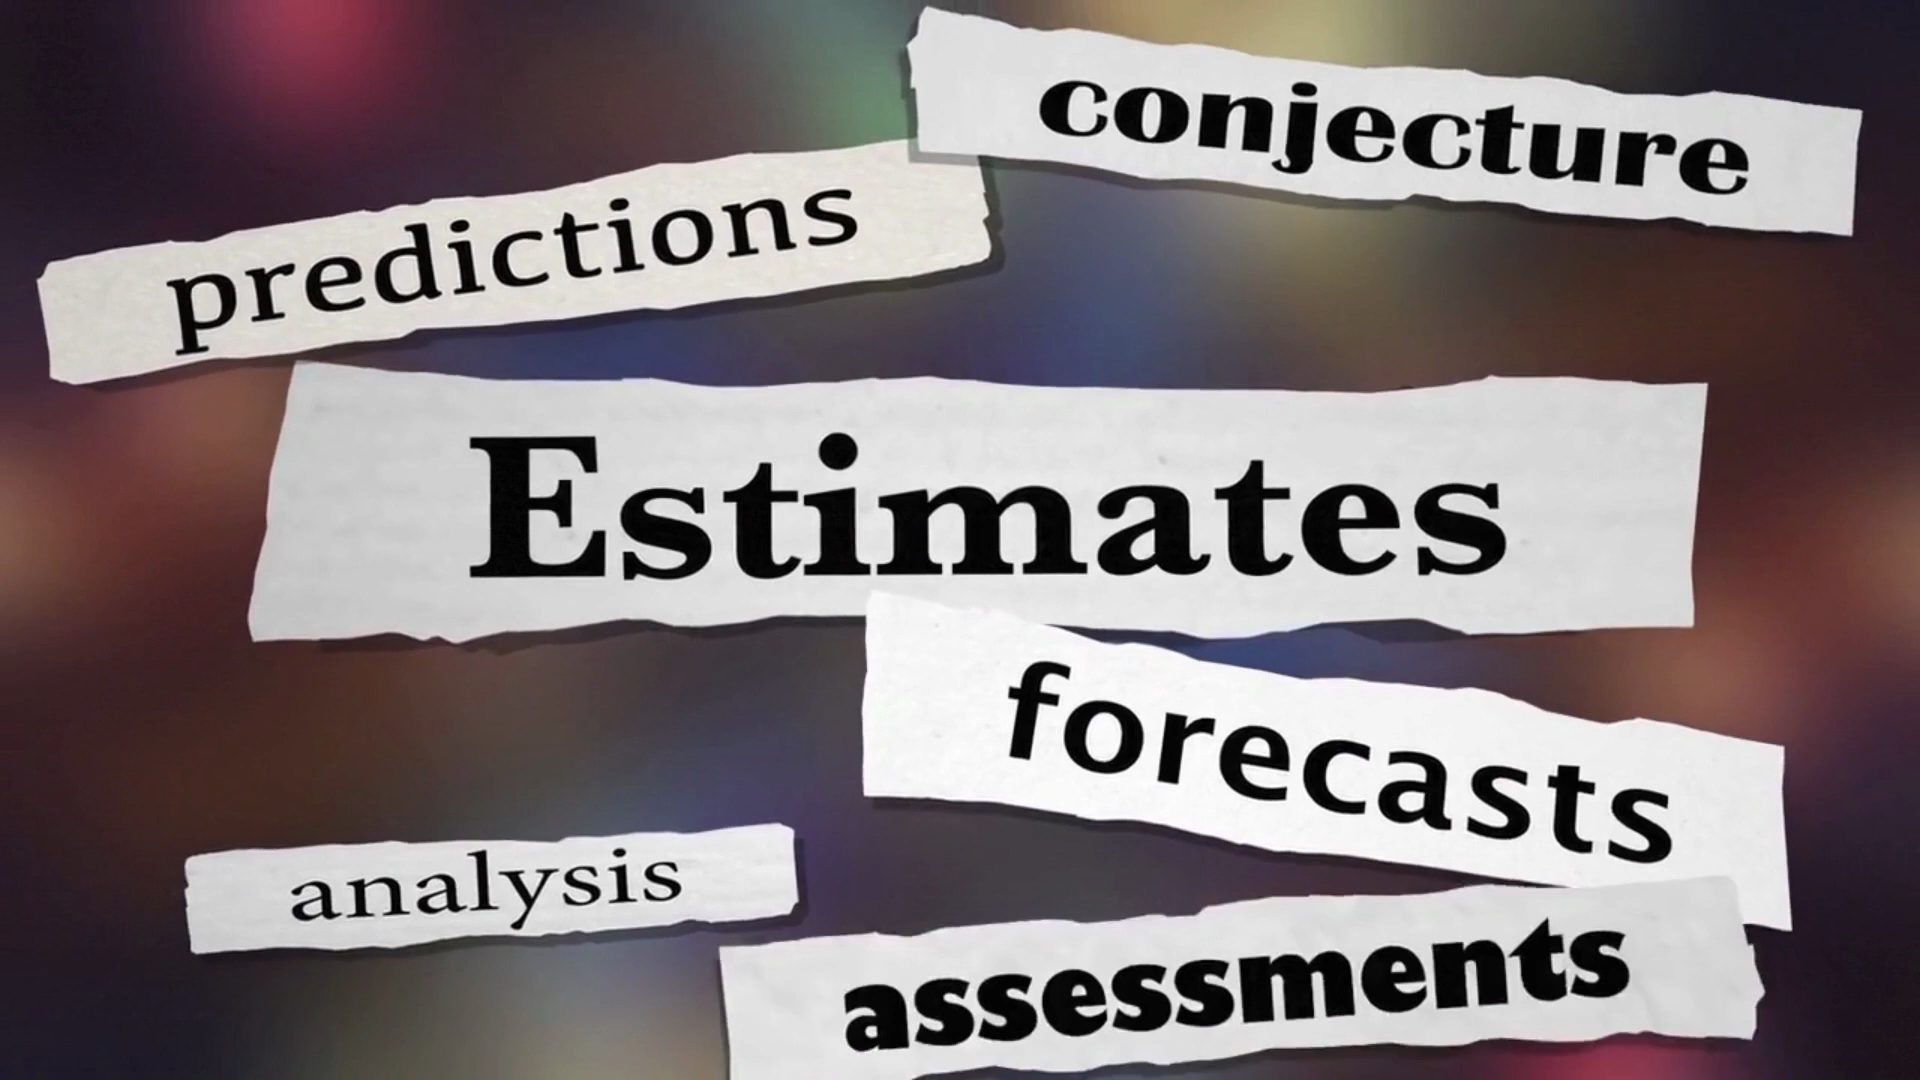 conjecture
predictions
Estimates
forecasts
analysis
assessments